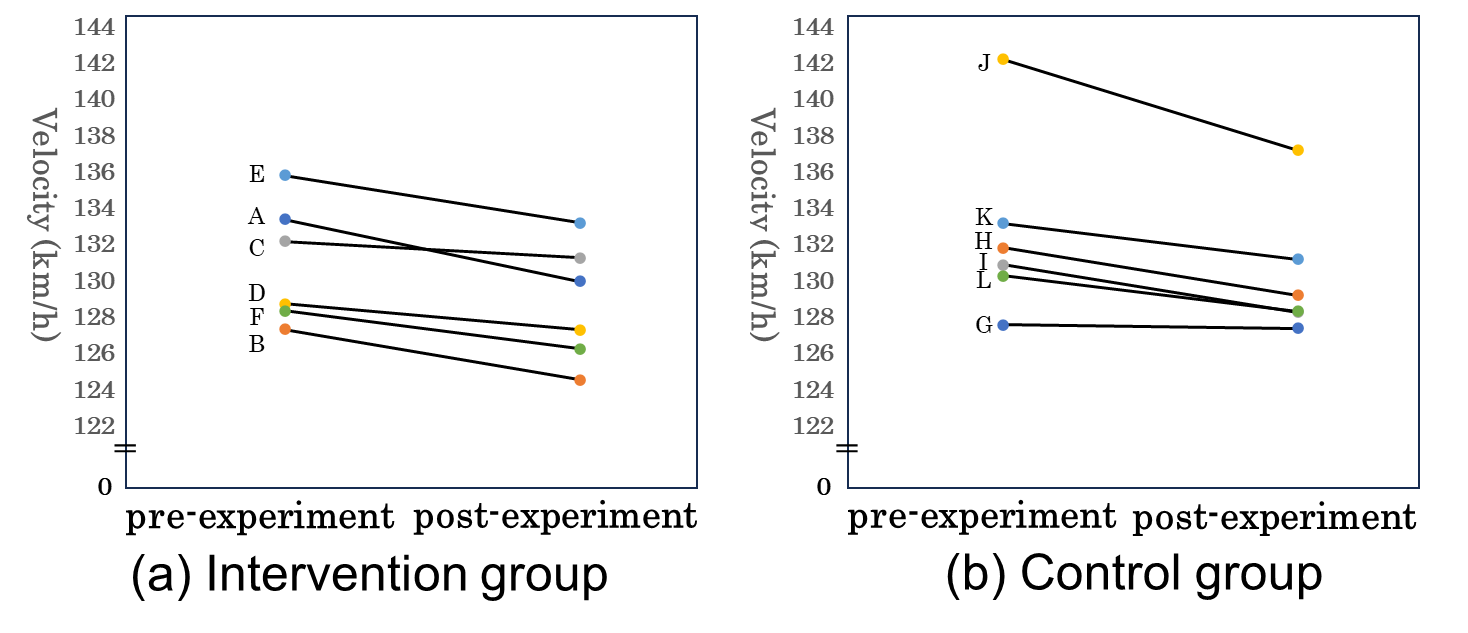 144
142
140
138
136
134
132
130
128
126
124
122
0
Velocity (km/h)
E
A
C
D
F
B
pre-experiment post-experiment
(a) Intervention group
144
142
140
138
136
134
132
130
128
126
124
122
0
Velocity (km/h)
J
K
H
I
L
G
pre-experiment post-experiment
(b) Control group